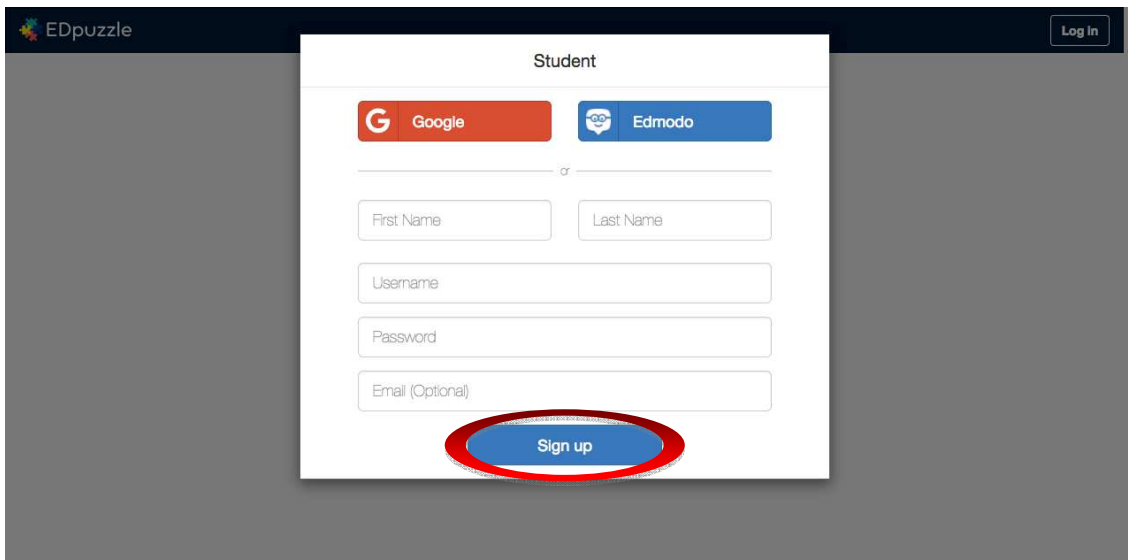 EDpuzzle
Log in
Student
Google
Edmodo
or
First Name
Last Name
Username
Password
Email (Optional)
Sign up